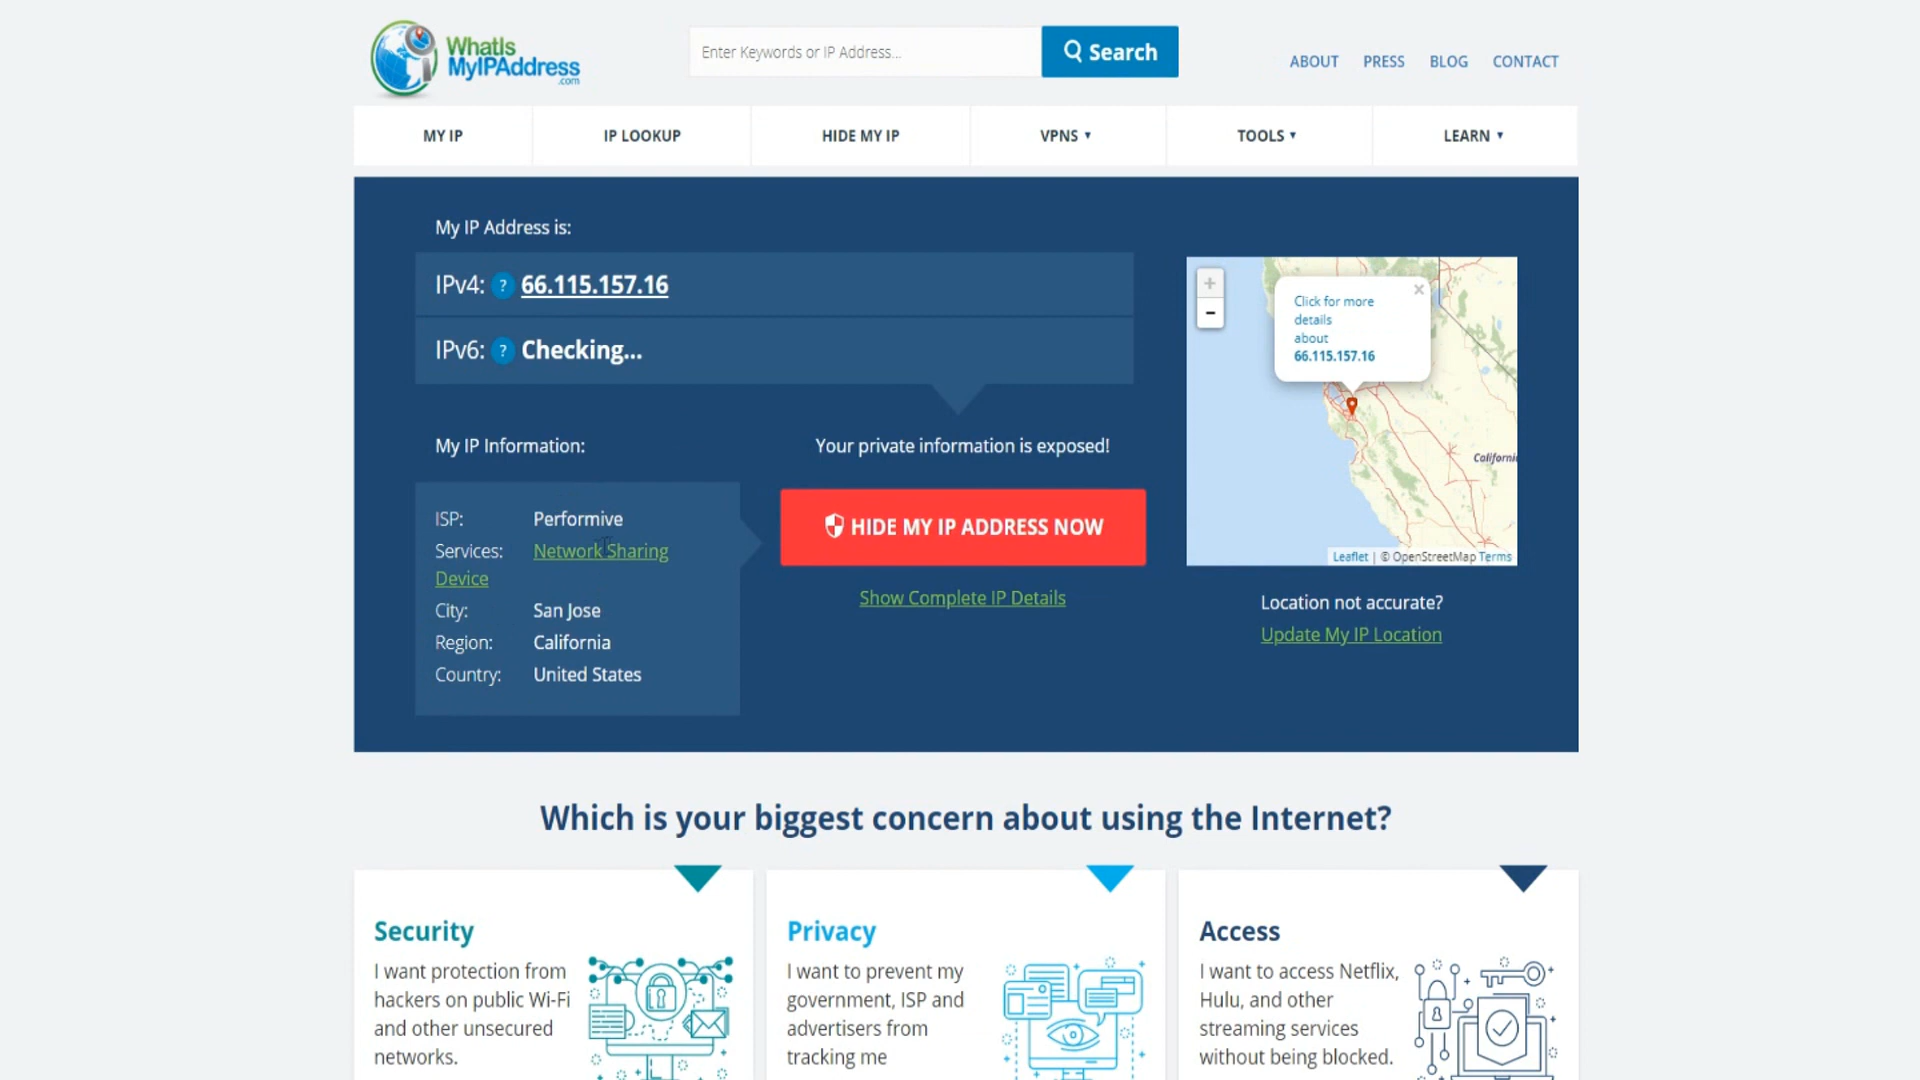 WhatIs
MyIPAddress
.com
Enter Keywords or IP Address...
Search
ABOUT PRESS BLOG CONTACT
MY IP IP LOOKUP HIDE MY IP VPNS ▾ TOOLS ▾ LEARN ▾
My IP Address is:
IPv4: ? 66.115.157.16
IPv6: ? Checking...
My IP Information:
ISP: Performive
Services: Network Sharing
Device
City: San Jose
Region: California
Country: United States
Your private information is exposed!
HIDE MY IP ADDRESS NOW
Show Complete IP Details
+
-
×
Click for more
details
about
66.115.157.16
Californi
Leaflet | © OpenStreetMap Terms
Location not accurate?
Update My IP Location
Which is your biggest concern about using the Internet?
Security
I want protection from
hackers on public Wi-Fi
and other unsecured
networks.
Privacy
I want to prevent my
government, ISP and
advertisers from
tracking me
Access
I want to access Netflix,
Hulu, and other
streaming services
without being blocked.